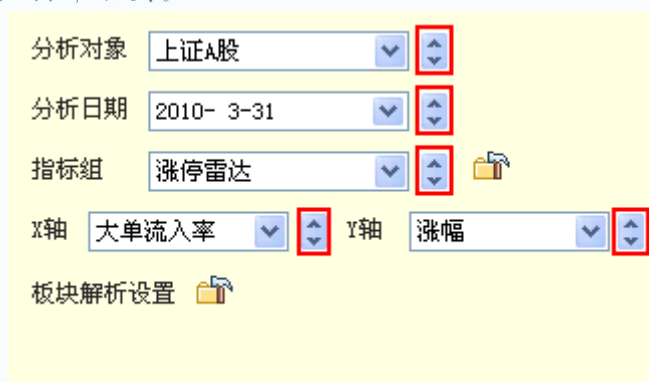 分析对象 上证A股
分析日期 2010- 3-31
指标组 涨停雷达
X轴 大单流入率 Y轴 涨幅
板块解析设置